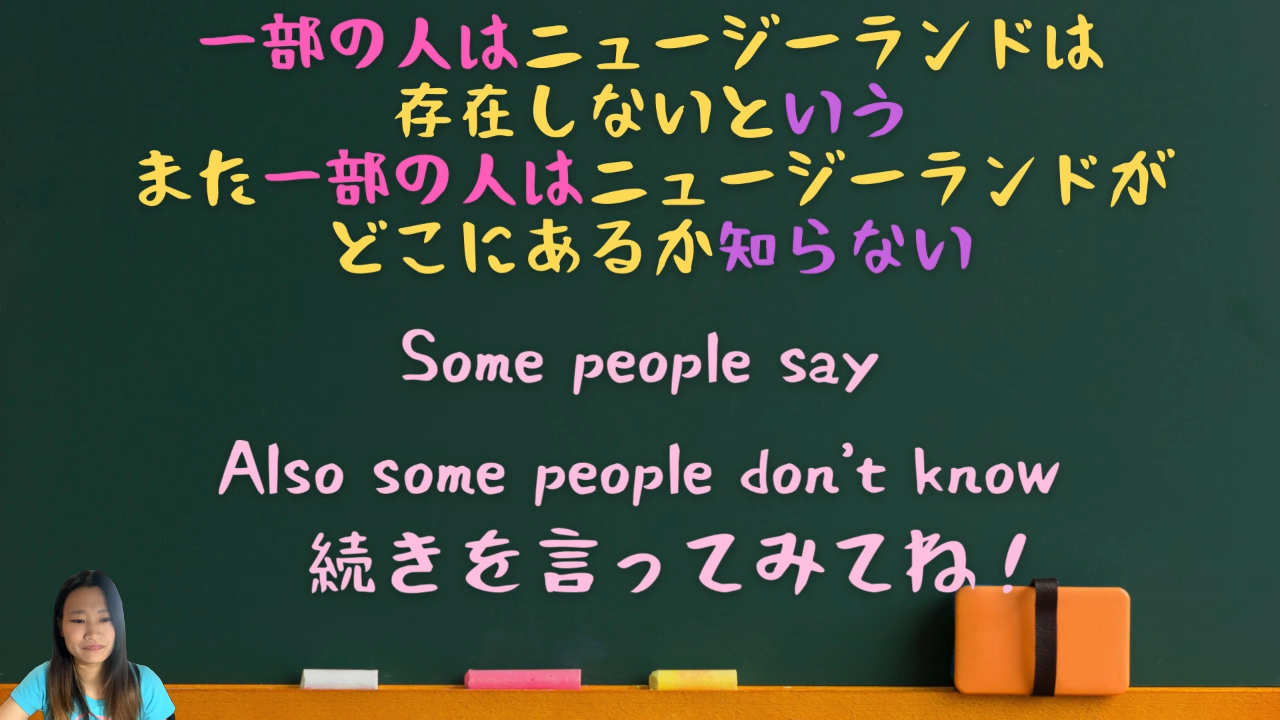 一部の人はニュージーランドは
存在しないという
また一部の人はニュージーランドが
どこにあるか知らない
Some people say
Also some people don't know
続きを言ってみてね！